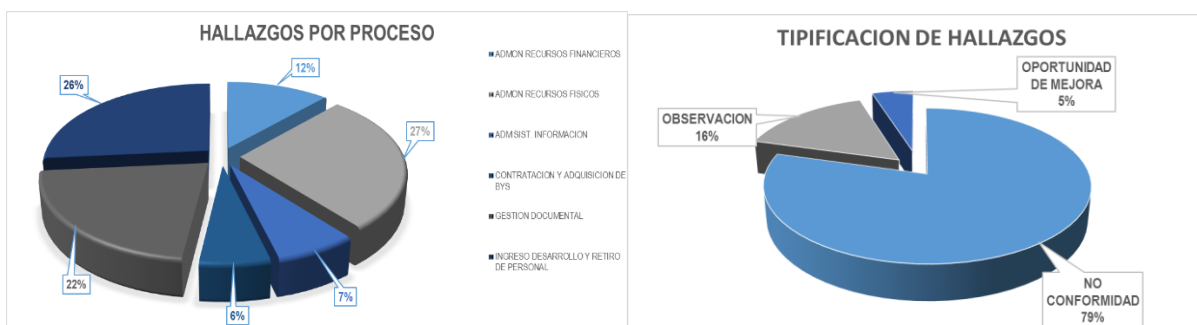 HALLAZGOS POR PROCESO
12%
27%
7%
6%
22%
26%
ADMON RECURSOS FINANCIEROS
ADMON RECURSOS FISICOS
ADMSIST. INFORMACION
CONTRATACION Y ADQUISICION DE
BYS
GESTION DOCUMENTAL
INGRESO DESARROLLO Y RETIRO
DE PERSONAL
TIPIFICACION DE HALLAZGOS
OPORTUNIDAD
DE MEJORA
5%
OBSERVACION
16%
NO
CONFORMIDAD
79%